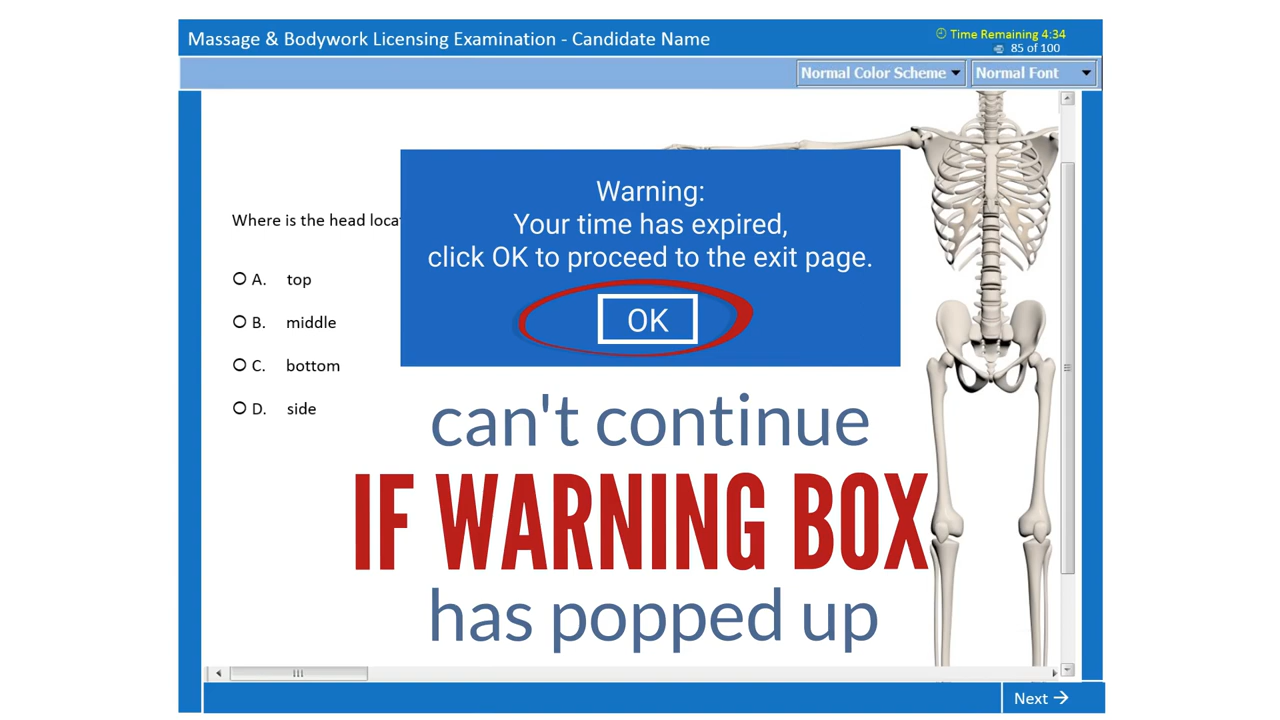 Massage & Bodywork Licensing Examination - Candidate Name
Time Remaining 4:34
85 of 100
Normal Color Scheme
Normal Font
Warning:
Your time has expired,
click OK to proceed to the exit page.
OK
Where is the head loca
A. top
B. middle
C. bottom
D. side
can't continue
IF WARNING BOX
has popped up
Next →